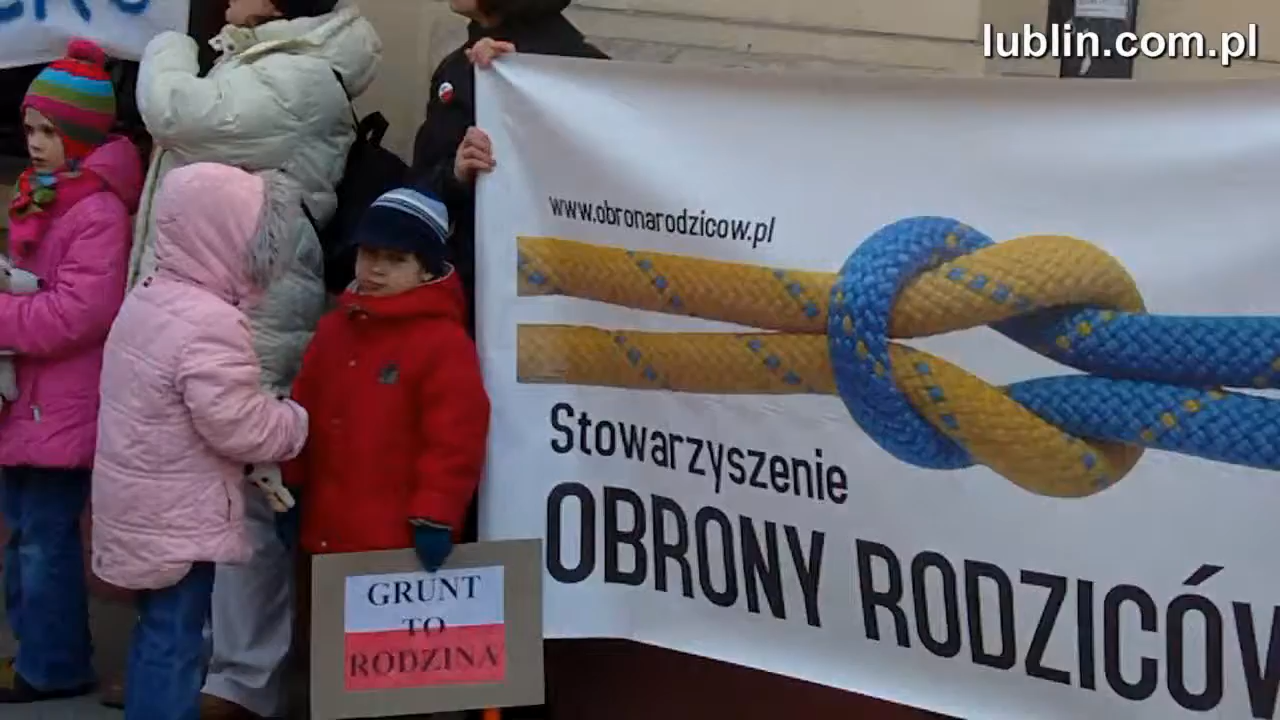 lublin.com.pl
www.obronarodzicow.pl
Stowarzyszenie
OBRONY RODZICÓW
GRUNT
TO
RODZINA